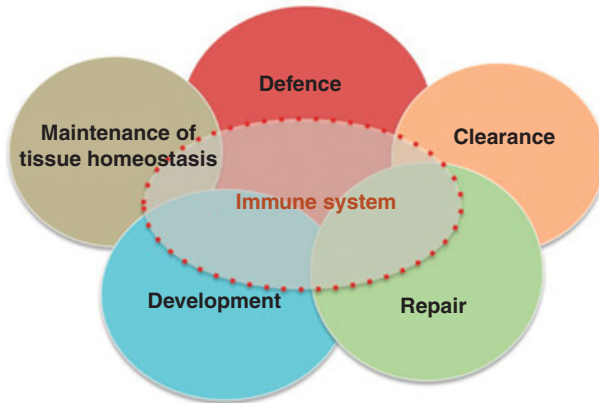 Defence
Maintenance of
tissue homeostasis
Clearance
Immune system
Development
Repair